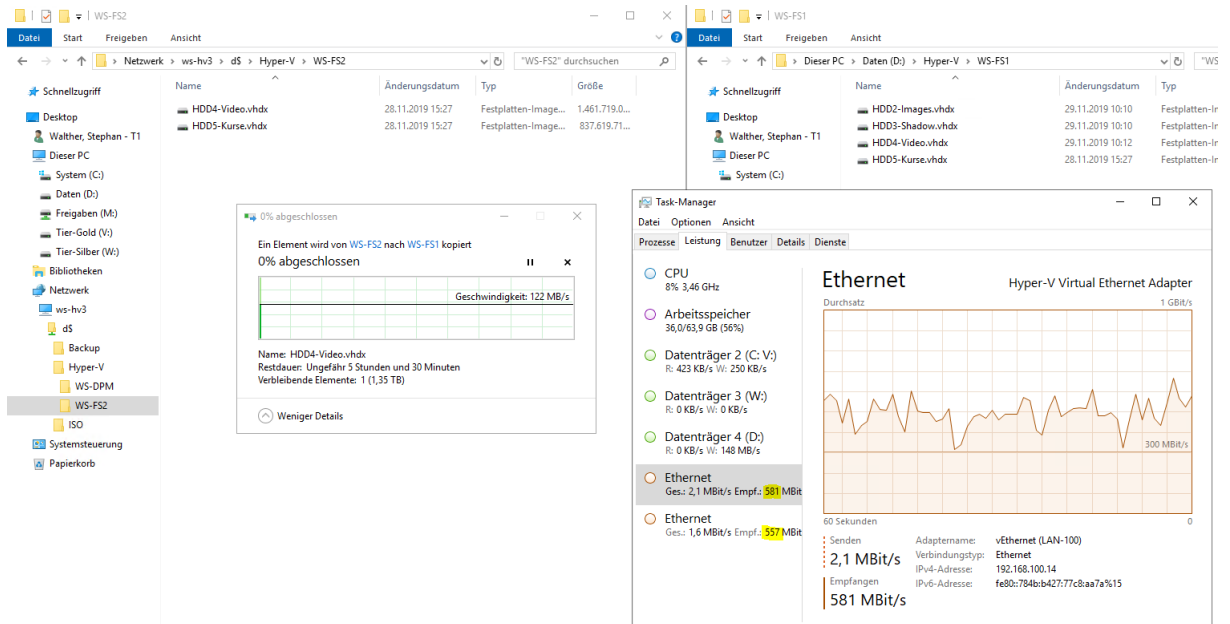 WS-FS2
Datei Start Freigeben Ansicht
Netzwerk > ws-hv3 > d$ > Hyper-V > WS-FS2
"WS-FS2" durchsuchen
Schnellzugriff
Desktop
Walther, Stephan - T1
Dieser PC
System (C:)
Daten (D:)
Freigaben (M:)
Tier-Gold (V:)
Tier-Silber (W:)
Bibliotheken
Netzwerk
ws-hv3
d$
Backup
Hyper-V
WS-DPM
WS-FS2
ISO
Systemsteuerung
Papierkorb
Name Änderungsdatum Typ Größe
HDD4-Video.vhdx 28.11.2019 15:27 Festplatten-Image... 1.461.719.0...
HDD5-Kurse.vhdx 28.11.2019 15:27 Festplatten-Image... 837.619.71...
WS-FS1
Datei Start Freigeben Ansicht
Dieser PC > Daten (D:) > Hyper-V > WS-FS1
"WS
Schnellzugriff
Desktop
Walther, Stephan - T1
Dieser PC
System (C:)
Name Änderungsdatum Typ
HDD2-Images.vhdx 29.11.2019 10:10 Festplatten-Ir
HDD3-Shadow.vhdx 29.11.2019 10:10 Festplatten-Ir
HDD4-Video.vhdx 29.11.2019 10:12 Festplatten-Ir
HDD5-Kurse.vhdx 28.11.2019 15:27 Festplatten-Ir
0% abgeschlossen
Ein Element wird von WS-FS2 nach WS-FS1 kopiert
0% abgeschlossen
Geschwindigkeit: 122 MB/s
Name: HDD4-Video.vhdx
Restdauer: Ungefähr 5 Stunden und 30 Minuten
Verbleibende Elemente: 1 (1,35 TB)
Weniger Details
Task-Manager
Datei Optionen Ansicht
Prozesse Leistung Benutzer Details Dienste
CPU
8% 3,46 GHz
Arbeitsspeicher
36,0/63,9 GB (56%)
Datenträger 2 (C: V:)
R: 423 KB/s W: 250 KB/s
Datenträger 3 (W:)
R: 0 KB/s W: 0 KB/s
Datenträger 4 (D:)
R: 0 KB/s W: 148 MB/s
Ethernet
Ges.: 2,1 MBit/s Empf.: 581 MBit
Ethernet
Ges.: 1,6 MBit/s Empf.: 557 MBit
Ethernet Hyper-V Virtual Ethernet Adapter
Durchsatz 1 GBit/s
300 MBit/s
60 Sekunden 0
Senden
2,1 MBit/s
Empfangen
581 MBit/s
Adaptername: vEthernet (LAN-100)
Verbindungstyp: Ethernet
IPv4-Adresse: 192.168.100.14
IPv6-Adresse: fe80::784b:b427:77c8:aa7a%15